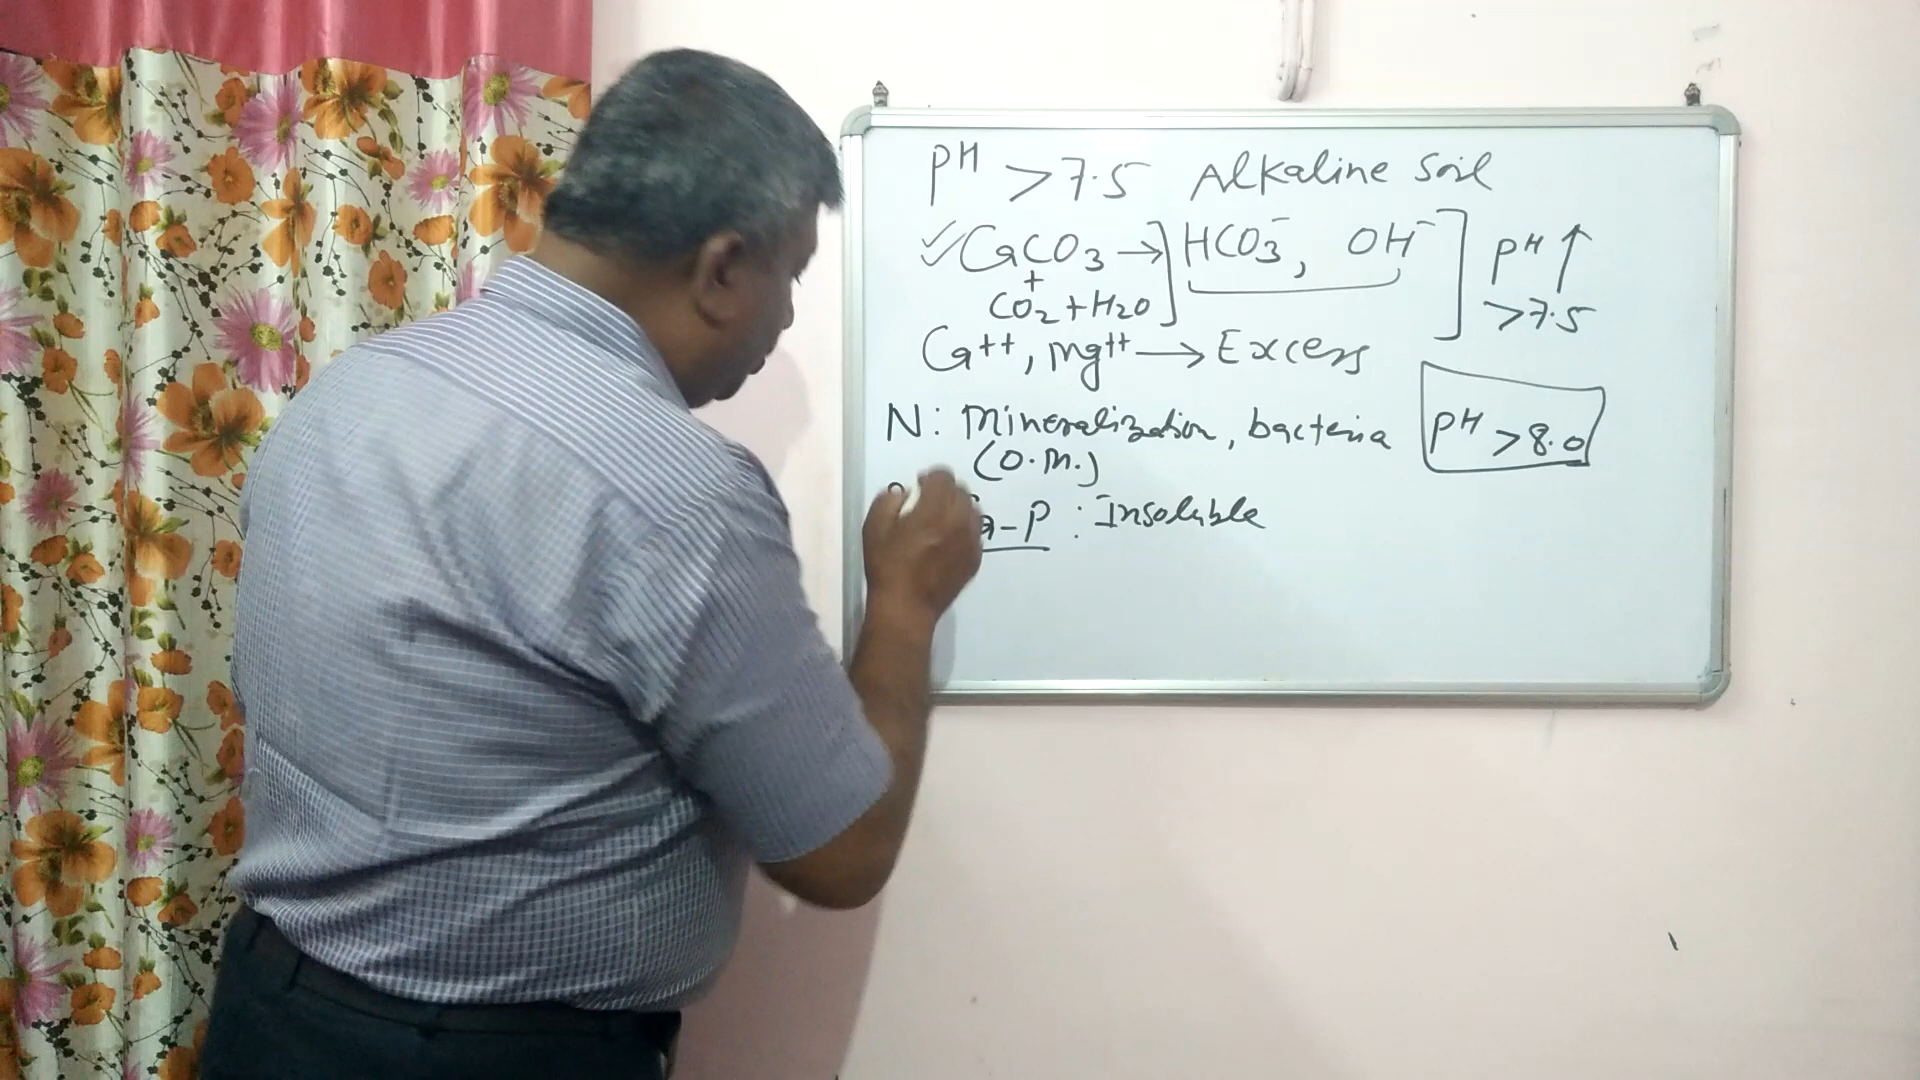 PH > 7.5 Alkaline Soil
✓ CaCO3 → ] HCO3⁻, OH⁻ ] PH ↑
+
CO2 + H2O
> 7.5
Ca++, mg++ → Excess
N: Mineralization, bacteria
PH > 8.0
(O.M.)
-P : Insoluble